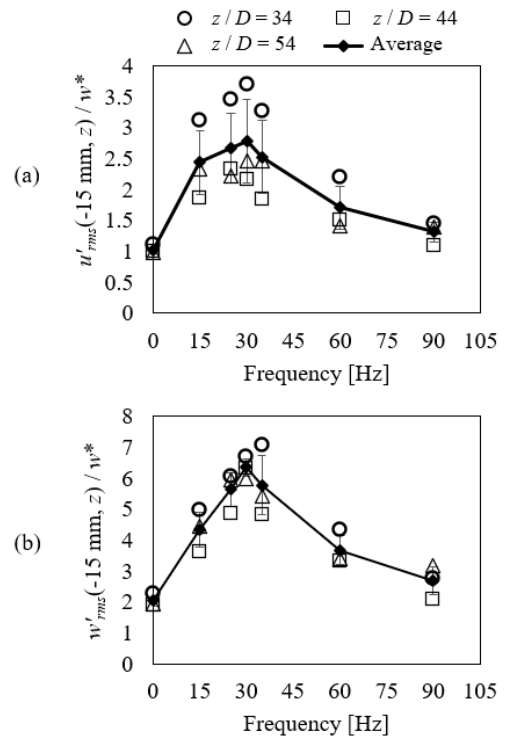 z / D = 34 z / D = 44
z / D = 54 Average
(a)
u'rms(-15 mm, z) / w*
4
3.5
3
2.5
2
1.5
1
0.5
0
0 15 30 45 60 75 90 105
Frequency [Hz]
(b)
w'rms(-15 mm, z) / w*
8
7
6
5
4
3
2
1
0
0 15 30 45 60 75 90 105
Frequency [Hz]